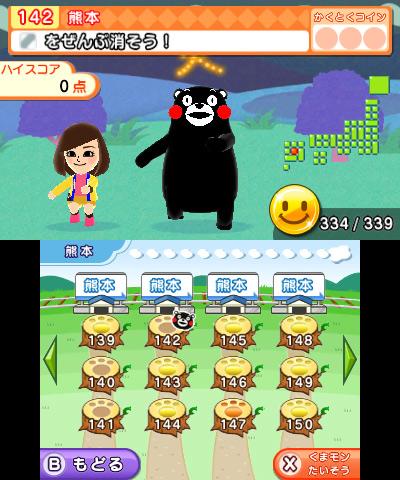 142 熊本
かくとくコイン
をぜんぶ消そう！
ハイスコア
0点
334 / 339
熊本
熊本 熊本 熊本 熊本
139 142 145 148
140 143 146 149
141 144 147 150
B もどる
X くまモン
たいそう